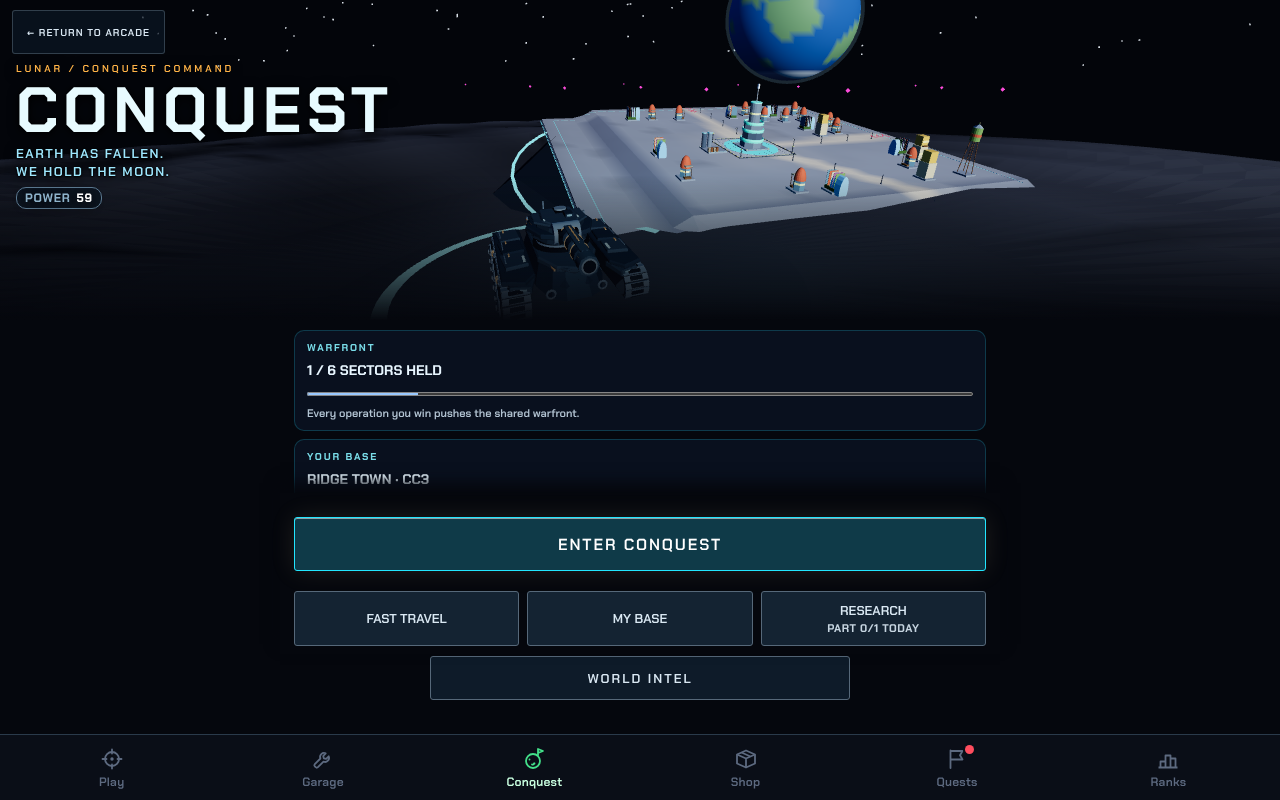 ← RETURN TO ARCADE
LUNAR / CONQUEST COMMAND
CONQUEST
EARTH HAS FALLEN.
WE HOLD THE MOON.
POWER 59
WARFRONT
1 / 6 SECTORS HELD
Every operation you win pushes the shared warfront.
YOUR BASE
RIDGE TOWN · CC3
ENTER CONQUEST
FAST TRAVEL
MY BASE
RESEARCH
PART 0/1 TODAY
WORLD INTEL
Play
Garage
Conquest
Shop
Quests
Ranks